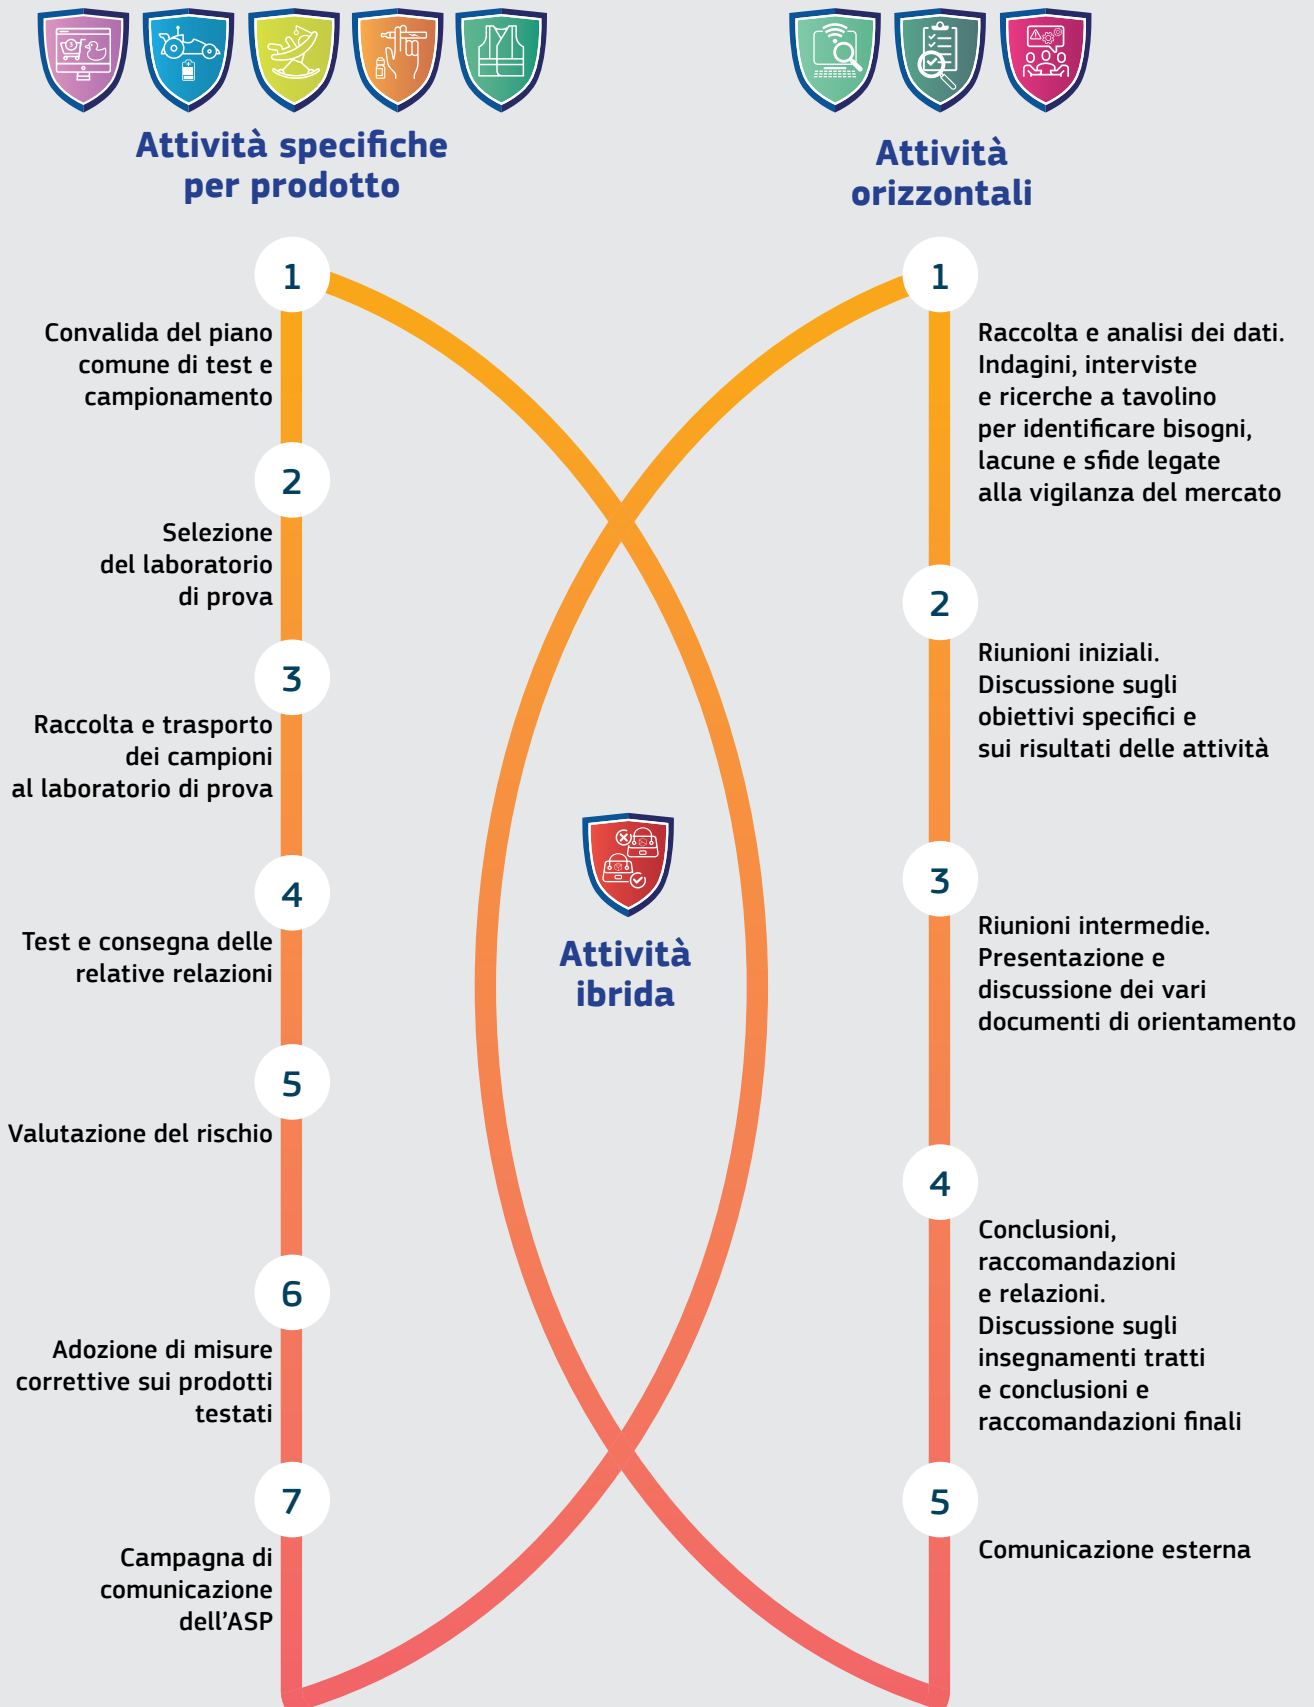 Attività specifiche
per prodotto
1
Convalida del piano
comune di test e
campionamento
2
Selezione
del laboratorio
di prova
3
Raccolta e trasporto
dei campioni
al laboratorio di prova
4
Test e consegna delle
relative relazioni
5
Valutazione del rischio
6
Adozione di misure
correttive sui prodotti
testati
7
Campagna di
comunicazione
dell'ASP
Attività
ibrida
Attività
orizzontali
1
Raccolta e analisi dei dati.
Indagini, interviste
e ricerche a tavolino
per identificare bisogni,
lacune e sfide legate
alla vigilanza del mercato
2
Riunioni iniziali.
Discussione sugli
obiettivi specifici e
sui risultati delle attività
3
Riunioni intermedie.
Presentazione e
discussione dei vari
documenti di orientamento
4
Conclusioni,
raccomandazioni
e relazioni.
Discussione sugli
insegnamenti tratti
e conclusioni e
raccomandazioni finali
5
Comunicazione esterna